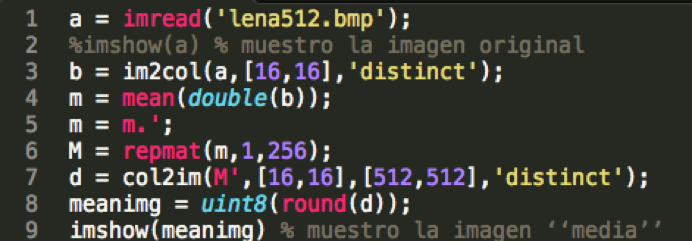 1 a = imread('lena512.bmp');
2 %imshow(a) % muestro la imagen original
3 b = im2col(a,[16,16],'distinct');
4 m = mean(double(b));
5 m = m.';
6 M = repmat(m,1,256);
7 d = col2im(M',[16,16],[512,512],'distinct');
8 meanimg = uint8(round(d));
9 imshow(meanimg) % muestro la imagen ‘‘media’’